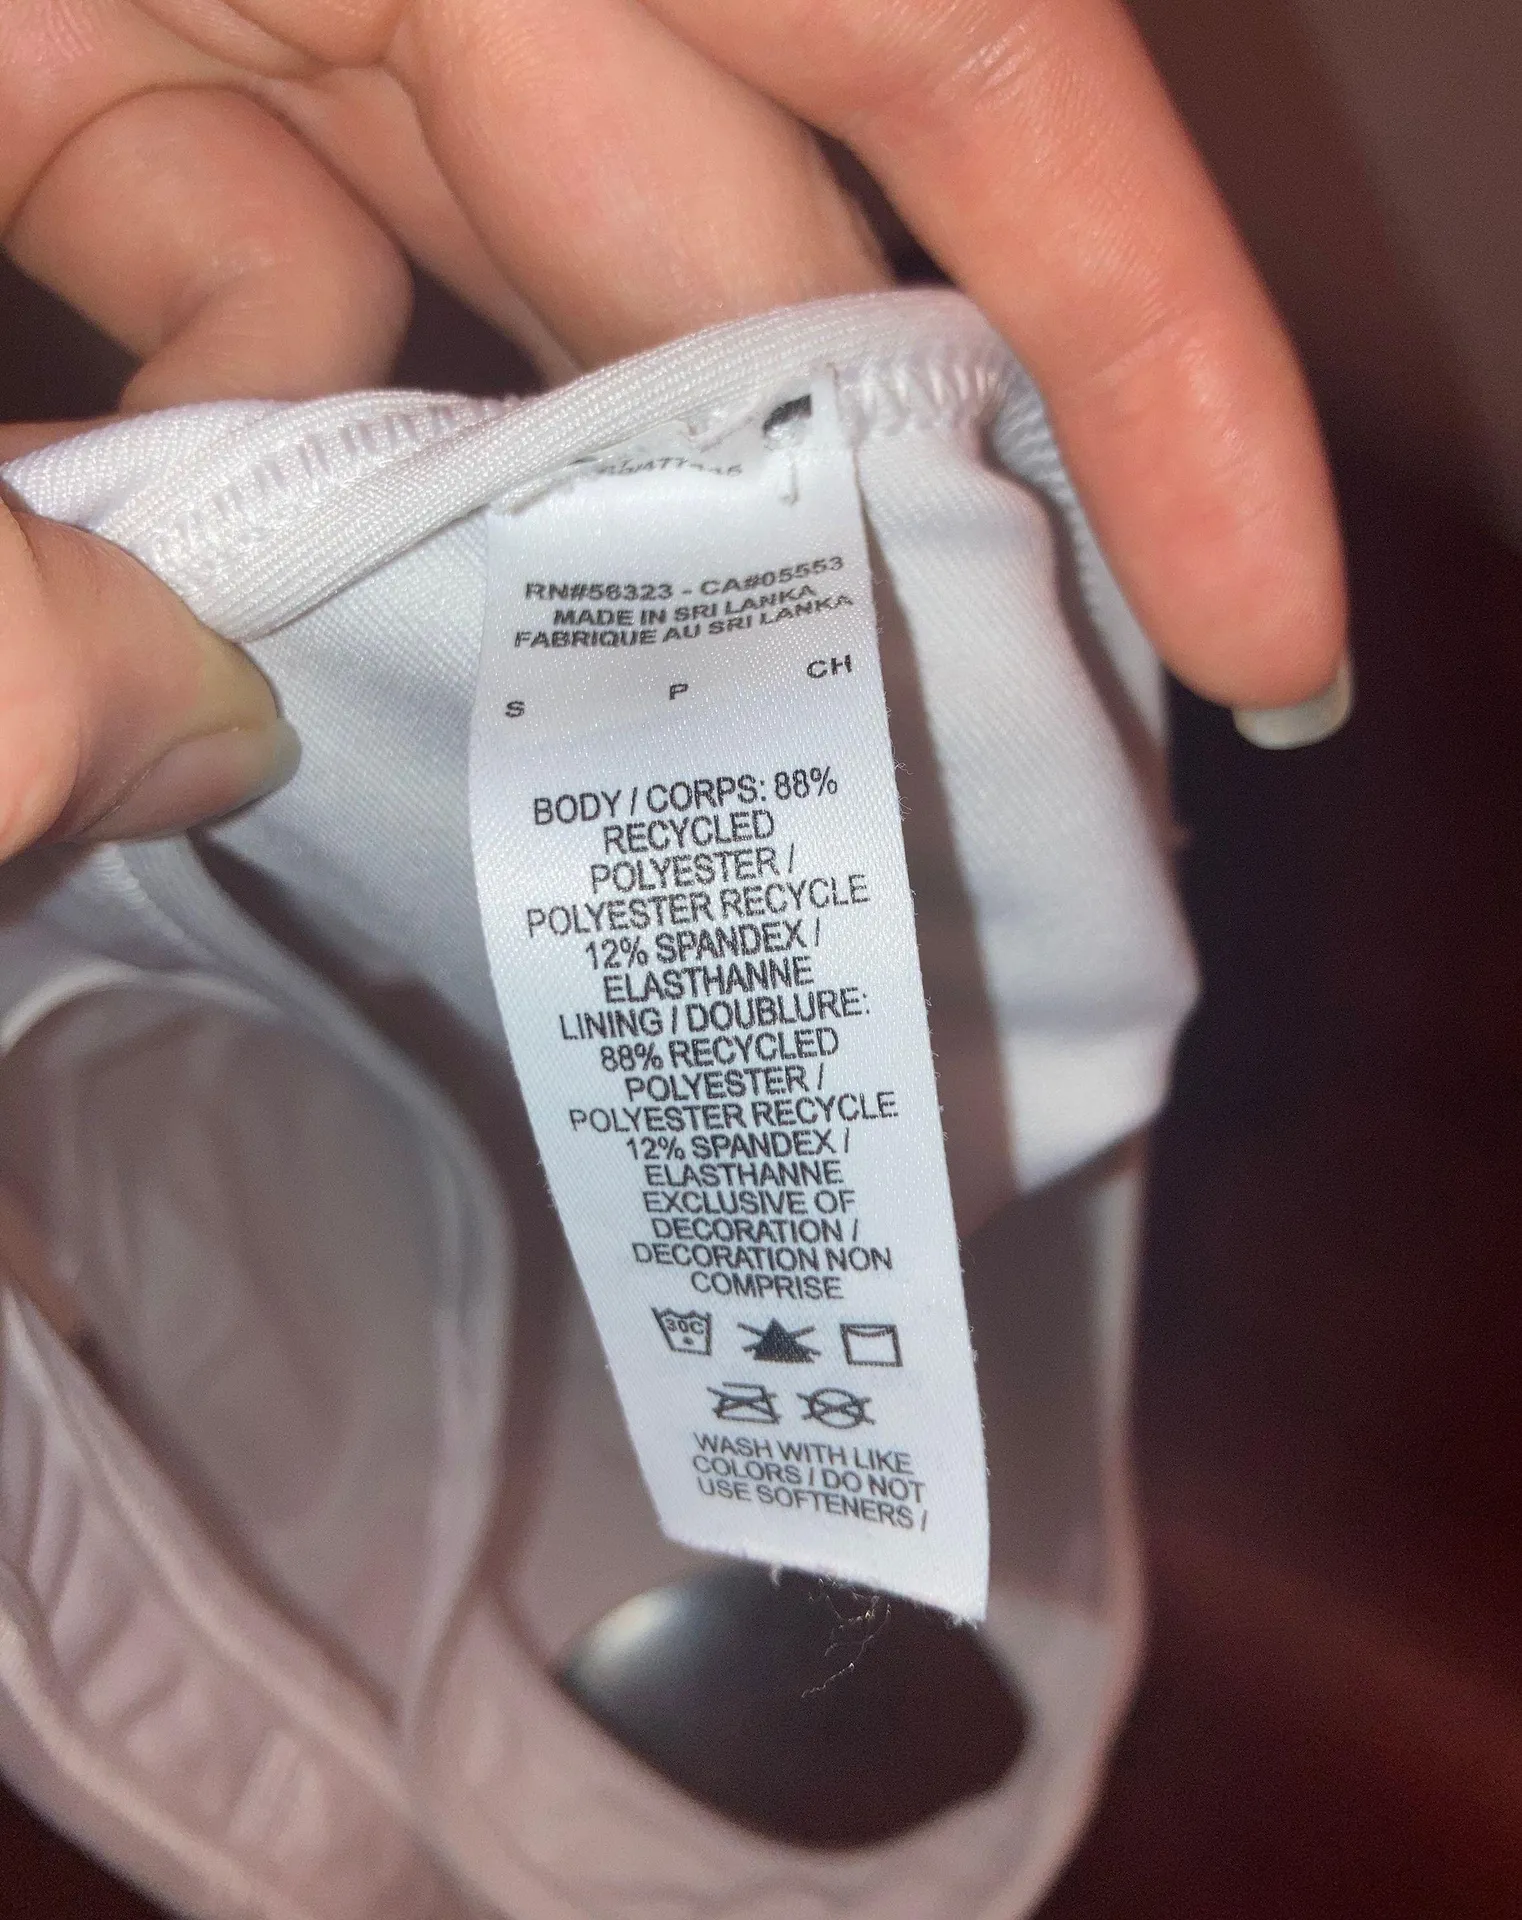 RN#56323 - CA#05553
MADE IN SRI LANKA
FABRIQUE AU SRI LANKA
S P CH
BODY / CORPS: 88%
RECYCLED
POLYESTER /
POLYESTER RECYCLE
12% SPANDEX /
ELASTHANNE
LINING / DOUBLURE:
88% RECYCLED
POLYESTER /
POLYESTER RECYCLE
12% SPANDEX /
ELASTHANNE
EXCLUSIVE OF
DECORATION /
DECORATION NON
COMPRISE
30C
WASH WITH LIKE
COLORS / DO NOT
USE SOFTENERS /